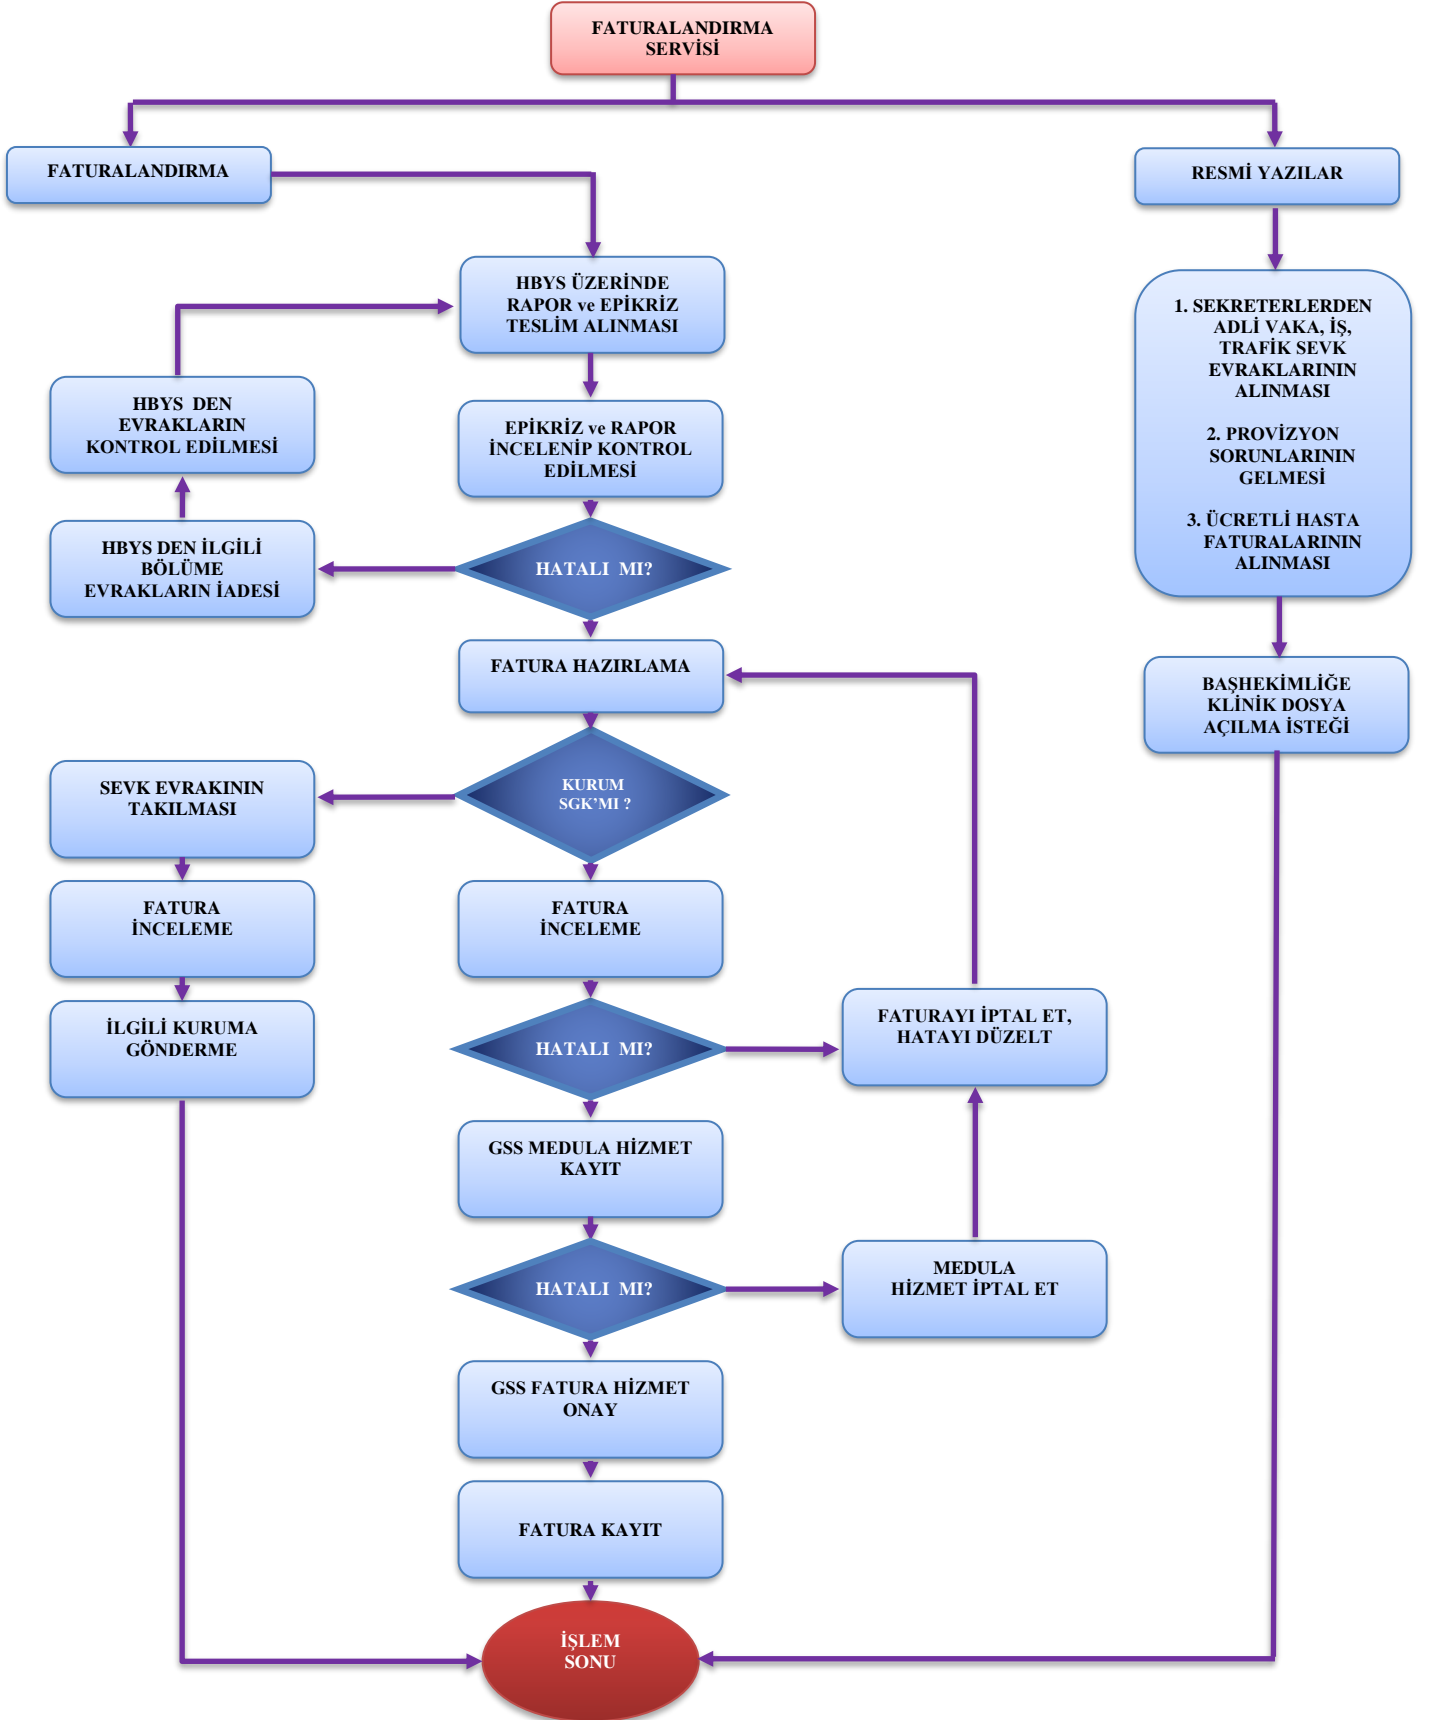 FATURALANDIRMA
SERVİSİ
FATURALANDIRMA
RESMİ YAZILAR
HBYS ÜZERİNDE
RAPOR ve EPİKRİZ
TESLİM ALINMASI
1. SEKRETERLERDEN
ADLİ VAKA, İŞ,
TRAFİK SEVK
EVRAKLARININ
ALINMASI
2. PROVİZYON
SORUNLARININ
GELMESİ
3. ÜCRETLİ HASTA
FATURALARININ
ALINMASI
HBYS  DEN
EVRAKLARIN
KONTROL EDİLMESİ
EPİKRİZ ve RAPOR
İNCELENİP KONTROL
EDİLMESİ
HBYS DEN İLGİLİ
BÖLÜME
EVRAKLARIN İADESİ
HATALI  MI?
FATURA HAZIRLAMA
BAŞHEKİMLİĞE
KLİNİK DOSYA
AÇILMA İSTEĞİ
SEVK EVRAKININ
TAKILMASI
KURUM
SGK’MI ?
FATURA
İNCELEME
FATURA
İNCELEME
İLGİLİ KURUMA
GÖNDERME
HATALI  MI?
FATURAYI İPTAL ET,
HATAYI DÜZELT
GSS MEDULA HİZMET
KAYIT
HATALI  MI?
MEDULA
HİZMET İPTAL ET
GSS FATURA HİZMET
ONAY
FATURA KAYIT
İŞLEM
SONU